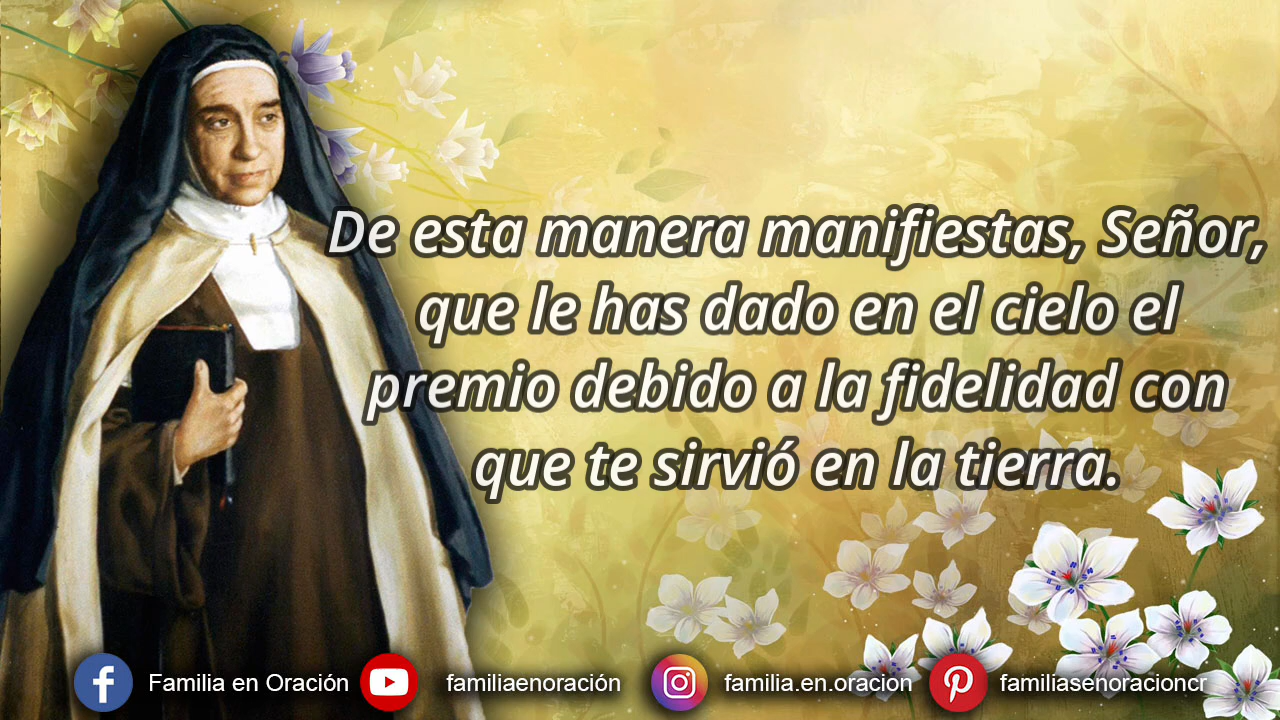 De esta manera manifiestas, Señor,
que le has dado en el cielo el
premio debido a la fidelidad con
que te sirvió en la tierra.
Familia en Oración
familiaenoración
familia.en.oracion
familiasenoracioncr